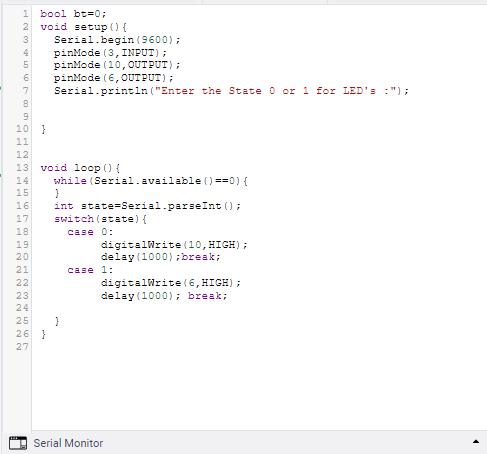 1 bool bt=0;
2 void setup(){
3   Serial.begin(9600);
4   pinMode(3,INPUT);
5   pinMode(10,OUTPUT);
6   pinMode(6,OUTPUT);
7   Serial.println("Enter the State 0 or 1 for LED's :");
8
9
10 }
11
12
13 void loop(){
14   while(Serial.available()==0){
15   }
16   int state=Serial.parseInt();
17   switch(state){
18     case 0:
19          digitalWrite(10,HIGH);
20          delay(1000);break;
21     case 1:
22          digitalWrite(6,HIGH);
23          delay(1000); break;
24
25   }
26 }
27
Serial Monitor